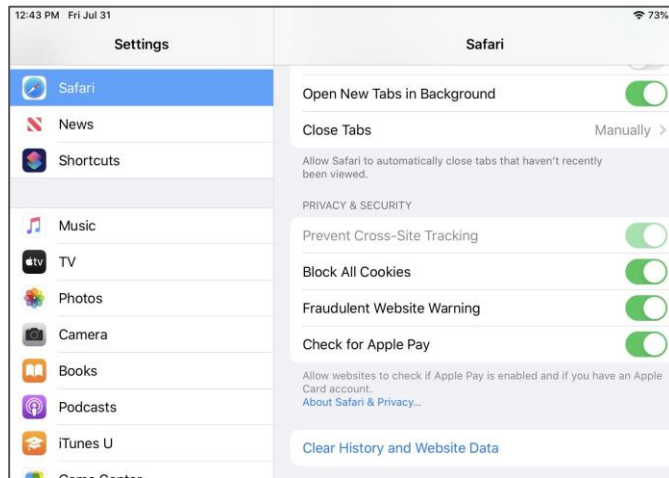 12:43 PM Fri Jul 31
73%
Settings
Safari
News
Shortcuts
Music
tv
TV
Photos
Camera
Books
Podcasts
iTunes U
Game Center
Safari
Open New Tabs in Background
Close Tabs
Manually >
Allow Safari to automatically close tabs that haven't recently
been viewed.
PRIVACY & SECURITY
Prevent Cross-Site Tracking
Block All Cookies
Fraudulent Website Warning
Check for Apple Pay
Allow websites to check if Apple Pay is enabled and if you have an Apple
Card account.
About Safari & Privacy...
Clear History and Website Data